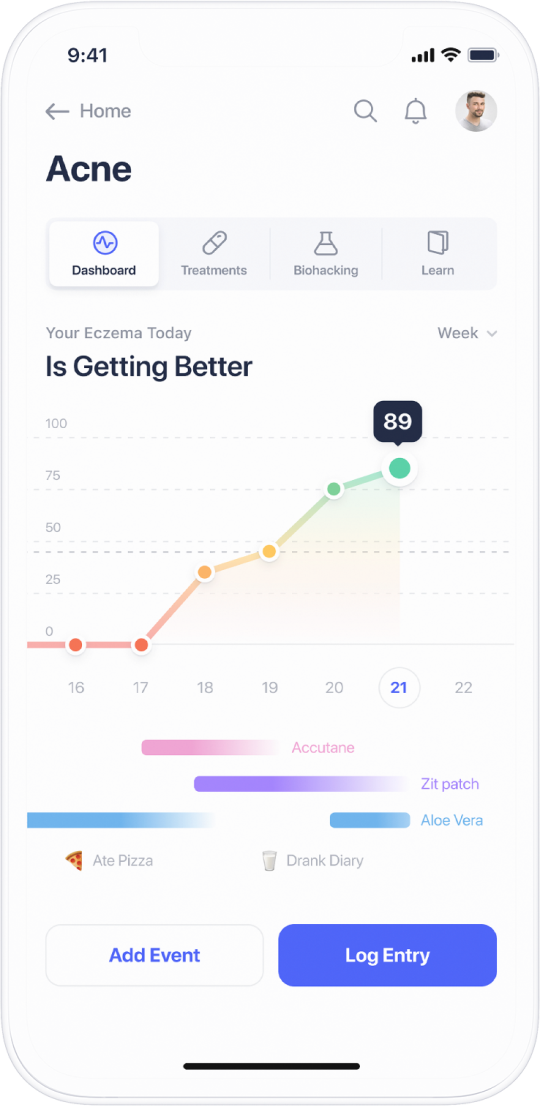 9:41
Home
Acne
Dashboard Treatments Biohacking Learn
Your Eczema Today Week
Is Getting Better
89
100
75
50
25
0
16 17 18 19 20 21 22
Accutane
Zit patch
Aloe Vera
Ate Pizza Drank Diary
Add Event Log Entry